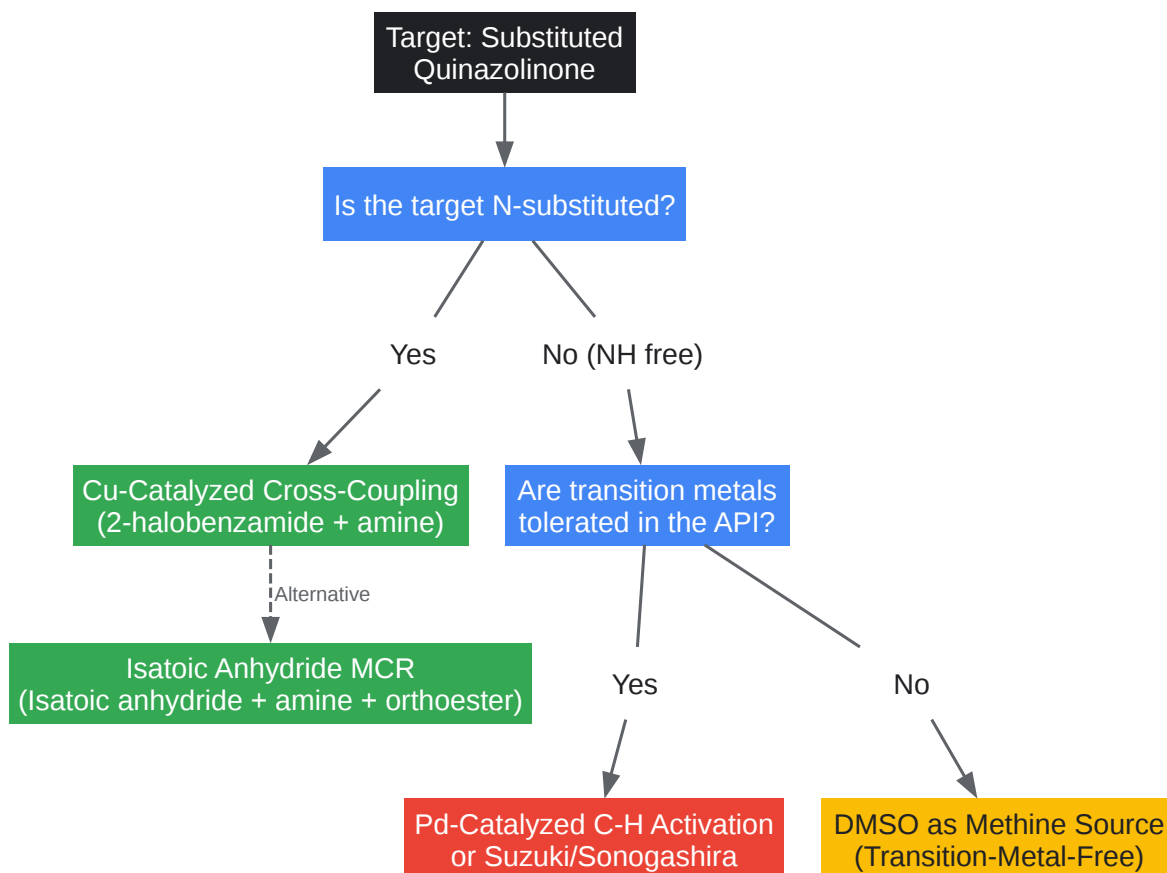 Target: Substituted
Quinazolinone
Is the target N-substituted?
Yes
No (NH free)
Cu-Catalyzed Cross-Coupling
(2-halobenzamide + amine)
Are transition metals
tolerated in the API?
Alternative
Isatoic Anhydride MCR
(Isatoic anhydride + amine + orthoester)
Yes
No
Pd-Catalyzed C-H Activation
or Suzuki/Sonogashira
DMSO as Methine Source
(Transition-Metal-Free)